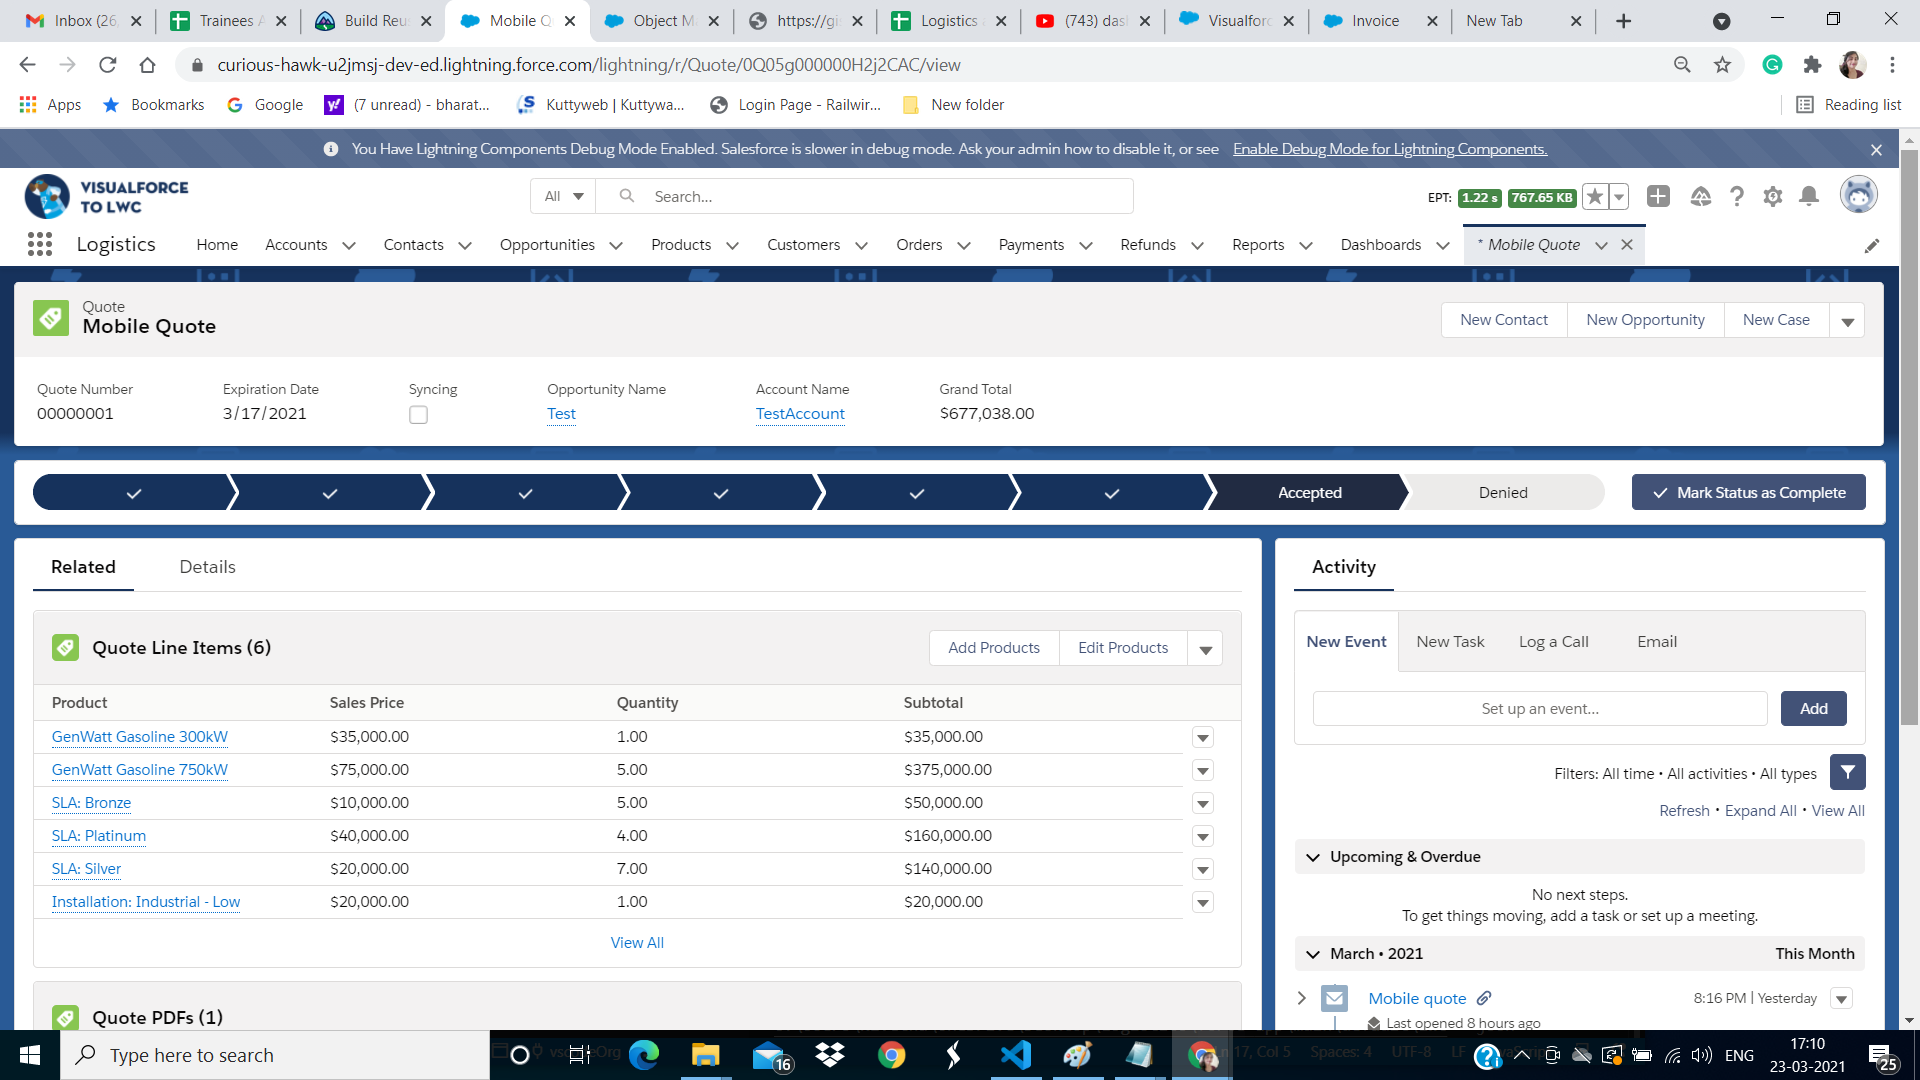 Inbox (26,
Trainees A
Build Reu
Mobile Q
Object M
https://gi
Logistics
(743) das
Visualforc
Invoice
New Tab
curious-hawk-u2jmsj-dev-ed.lightning.force.com/lightning/r/Quote/0Q05g000000H2j2CAC/view
Apps
Bookmarks
Google
(7 unread) - bharat...
Kuttyweb | Kuttywa...
Login Page - Railwir...
New folder
Reading list
You Have Lightning Components Debug Mode Enabled. Salesforce is slower in debug mode. Ask your admin how to disable it, or see Enable Debug Mode for Lightning Components.
VISUALFORCE
TO LWC
All
Search...
EPT: 1.22 s 767.65 KB
Logistics
Home
Accounts
Contacts
Opportunities
Products
Customers
Orders
Payments
Refunds
Reports
Dashboards
* Mobile Quote
Quote
Mobile Quote
New Contact
New Opportunity
New Case
Quote Number
Expiration Date
Syncing
Opportunity Name
Account Name
Grand Total
00000001
3/17/2021
Test
TestAccount
$677,038.00
Accepted
Denied
Mark Status as Complete
Related
Details
Quote Line Items (6)
Add Products
Edit Products
Product Sales Price Quantity Subtotal
GenWatt Gasoline 300kW $35,000.00 1.00 $35,000.00
GenWatt Gasoline 750kW $75,000.00 5.00 $375,000.00
SLA: Bronze $10,000.00 5.00 $50,000.00
SLA: Platinum $40,000.00 4.00 $160,000.00
SLA: Silver $20,000.00 7.00 $140,000.00
Installation: Industrial - Low $20,000.00 1.00 $20,000.00
View All
Quote PDFs (1)
Activity
New Event
New Task
Log a Call
Email
Set up an event...
Add
Filters: All time • All activities • All types
Refresh • Expand All • View All
Upcoming & Overdue
No next steps.
To get things moving, add a task or set up a meeting.
March • 2021
This Month
Mobile quote
8:16 PM | Yesterday
Last opened 8 hours ago
Type here to search
16
Col 5
Spaces: 4
UTF-8
LF
ENG
17:10
23-03-2021
25